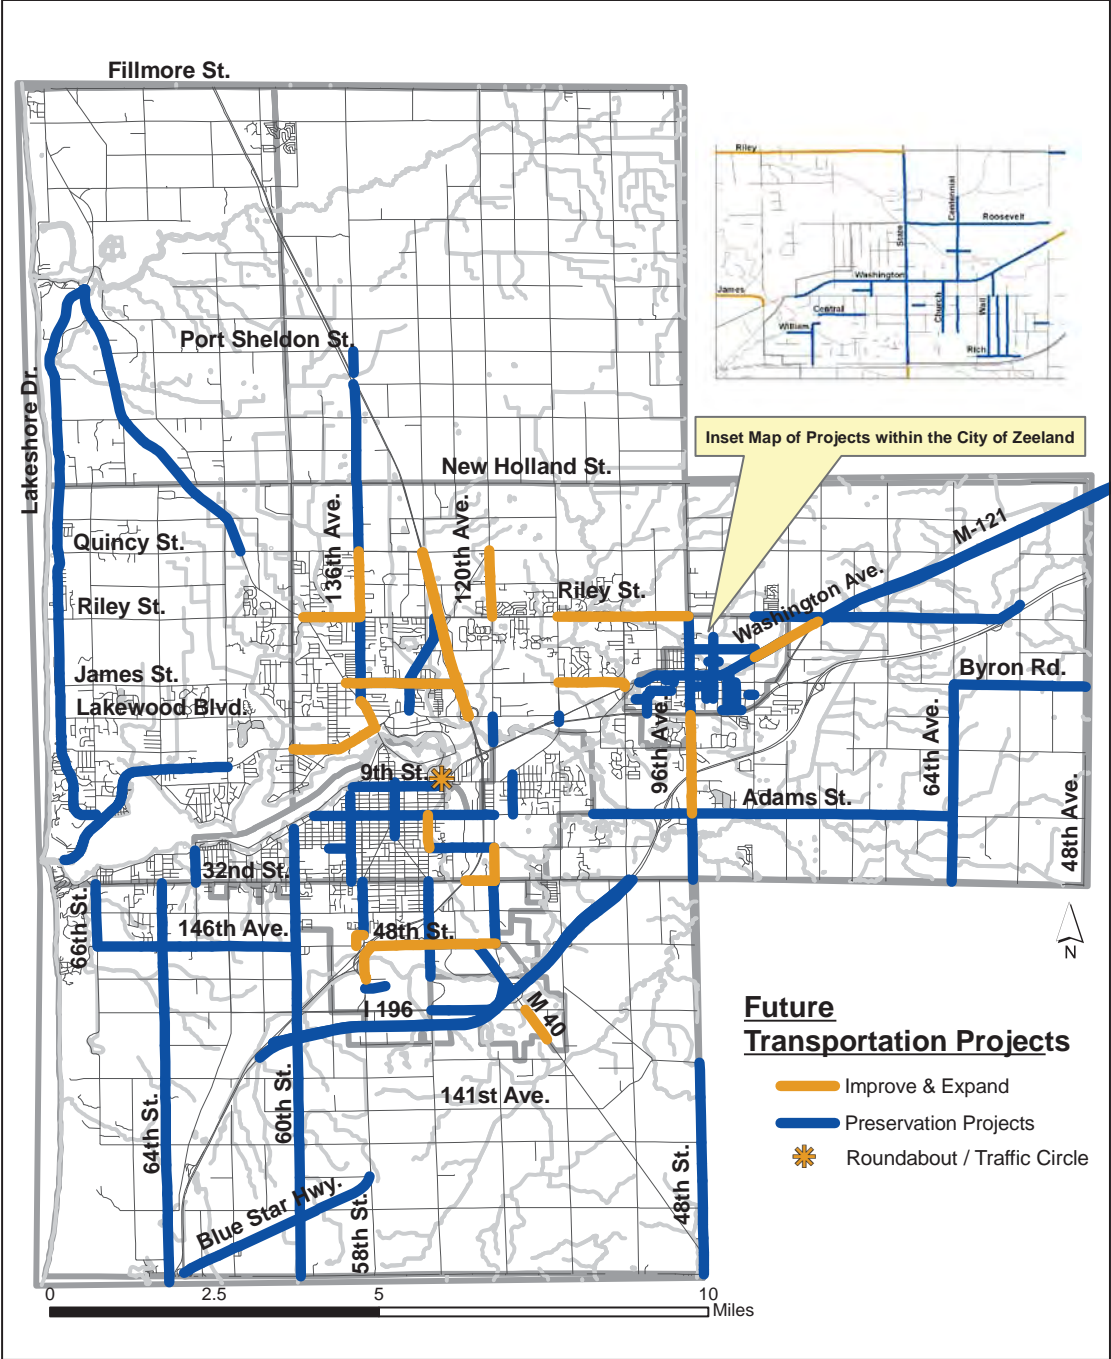 Fillmore St.
Riley
Centennial
Roosevelt
State
Port Sheldon St.
Washington
James
Church
Wall
Central
William
Rich
Lakeshore Dr.
Inset Map of Projects within the City of Zeeland
New Holland St.
136th Ave.
120th Ave.
M-121
Quincy St.
Riley St.
Riley St.
Washington Ave.
James St.
Byron Rd.
Lakewood Blvd.
96th Ave.
64th Ave.
9th St.
Adams St.
48th Ave.
32nd St.
66th St.
146th Ave.
48th St.
N
I 196
M 40
Future
Transportation Projects
Improve & Expand
141st Ave.
Preservation Projects
60th St.
64th St.
Roundabout / Traffic Circle
48th St.
Blue Star Hwy.
58th St.
0
2.5
5
10
Miles